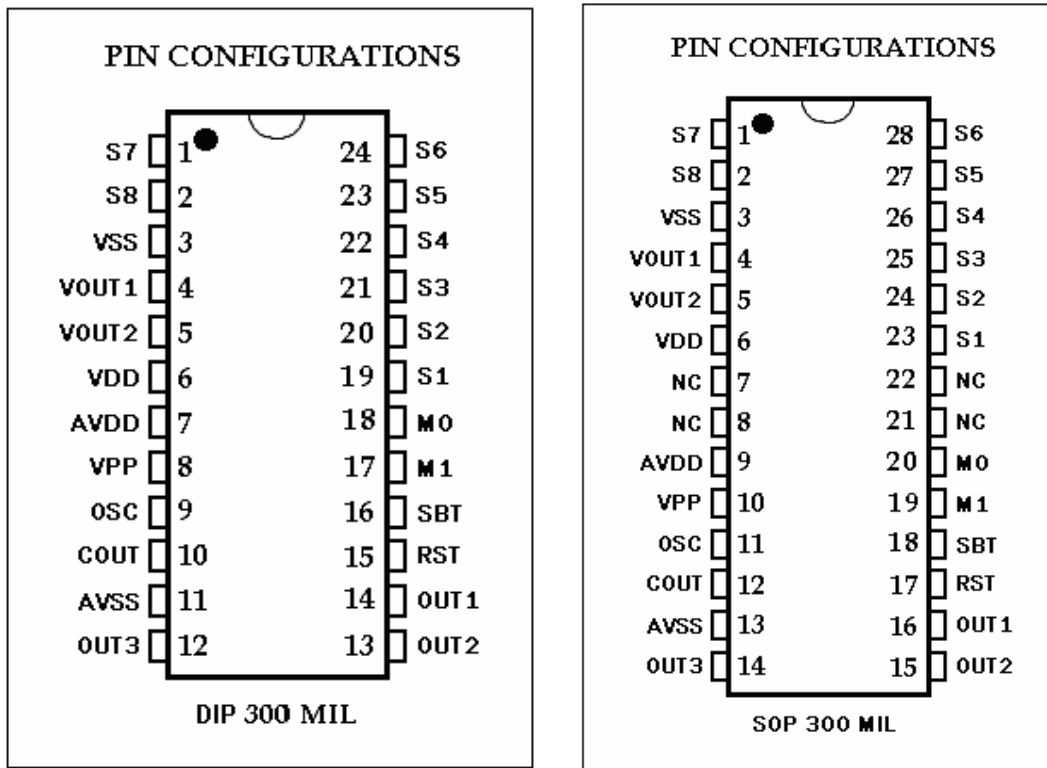 PIN CONFIGURATIONS
S7 1 24 S6
S8 2 23 S5
VSS 3 22 S4
VOUT1 4 21 S3
VOUT2 5 20 S2
VDD 6 19 S1
AVDD 7 18 M0
VPP 8 17 M1
OSC 9 16 SBT
COUT 10 15 RST
AVSS 11 14 OUT1
OUT3 12 13 OUT2
DIP 300 MIL
PIN CONFIGURATIONS
S7 1 28 S6
S8 2 27 S5
VSS 3 26 S4
VOUT1 4 25 S3
VOUT2 5 24 S2
VDD 6 23 S1
NC 7 22 NC
NC 8 21 NC
AVDD 9 20 M0
VPP 10 19 M1
OSC 11 18 SBT
COUT 12 17 RST
AVSS 13 16 OUT1
OUT3 14 15 OUT2
SOP 300 MIL